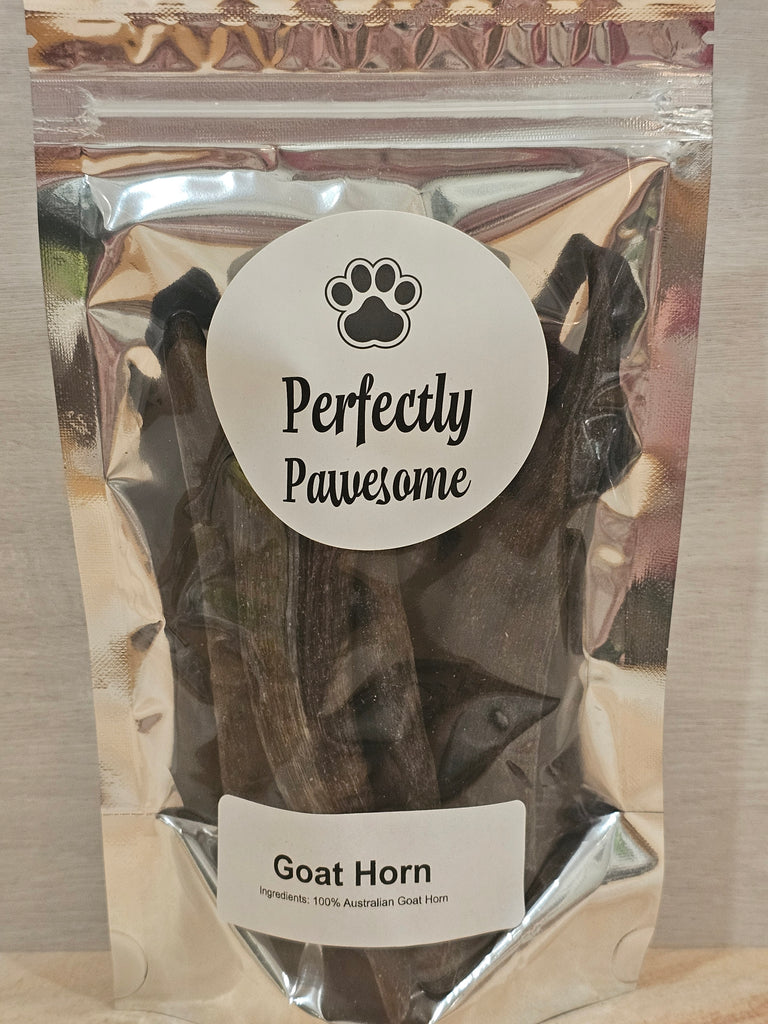 Perfectly
Pawesome
Goat Horn
Ingredients: 100% Australian Goat Horn